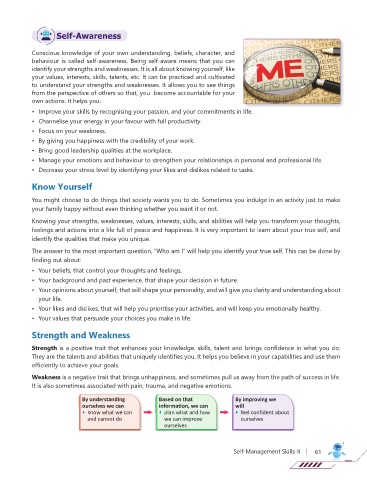 Self-Awareness
Conscious knowledge of your own understanding, beliefs, character, and
behaviour is called self-awareness. Being self-aware means that you can
identify your strengths and weaknesses. It is all about knowing yourself, like
your values, interests, skills, talents, etc. It can be practiced and cultivated
to understand your strengths and weaknesses. It allows you to see things
from the perspective of others so that, you become accountable for your
own actions. It helps you:
ME
• Improve your skills by recognising your passion, and your commitments in life.
• Channelise your energy in your favour with full productivity.
• Focus on your weakness.
• By giving you happiness with the credibility of your work.
• Bring good leadership qualities at the workplace.
• Manage your emotions and behaviour to strengthen your relationships in personal and professional life.
• Decrease your stress level by identifying your likes and dislikes related to tasks.
Know Yourself
You might choose to do things that society wants you to do. Sometimes you indulge in an activity just to make
your family happy without even thinking whether you want it or not.
Knowing your strengths, weaknesses, values, interests, skills, and abilities will help you transform your thoughts,
feelings and actions into a life full of peace and happiness. It is very important to learn about your true self, and
identify the qualities that make you unique.
The answer to the most important question, "Who am I" will help you identify your true self. This can be done by
finding out about:
• Your beliefs, that control your thoughts and feelings.
• Your background and past experience, that shape your decision in future.
• Your opinions about yourself, that will shape your personality, and will give you clarity and understanding about
your life.
• Your likes and dislikes, that will help you prioritise your activities, and will keep you emotionally healthy.
• Your values that persuade your choices you make in life.
Strength and Weakness
Strength is a positive trait that enhances your knowledge, skills, talent and brings confidence in what you do.
They are the talents and abilities that uniquely identifies you. It helps you believe in your capabilities and use them
efficiently to achieve your goals.
Weakness is a negative trait that brings unhappiness, and sometimes pull us away from the path of success in life.
It is also sometimes associated with pain, trauma, and negative emotions.
By understanding
ourselves we can
• know what we can
and cannot do
Based on that
information, we can
• plan what and how
we can improve
ourselves
By improving we
will
• feel confident about
ourselves
Self-Management Skills-II | 61